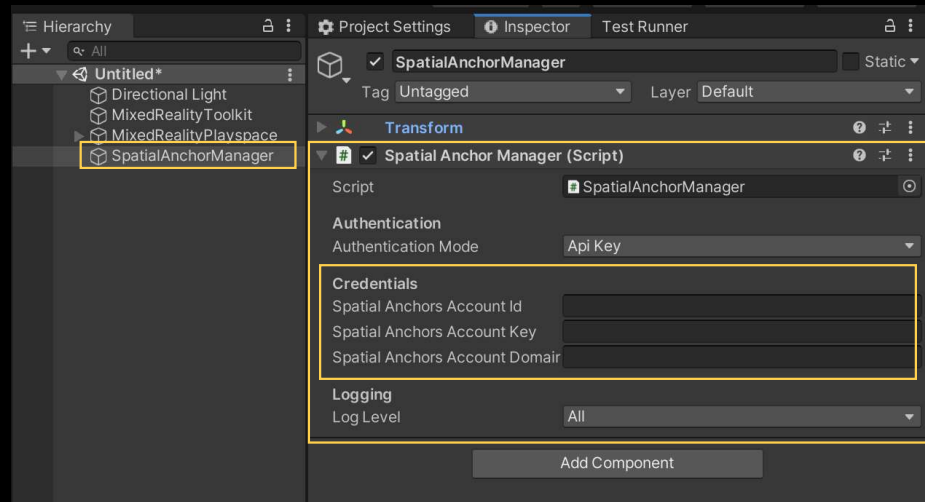 Hierarchy
All
Untitled*
Directional Light
MixedRealityToolkit
MixedRealityPlayspace
SpatialAnchorManager
Project Settings
Inspector
Test Runner
SpatialAnchorManager
Static
Tag Untagged
Layer Default
Transform
# Spatial Anchor Manager (Script)
Script
# SpatialAnchorManager
Authentication
Authentication Mode
Api Key
Credentials
Spatial Anchors Account Id
Spatial Anchors Account Key
Spatial Anchors Account Domain
Logging
Log Level
All
Add Component